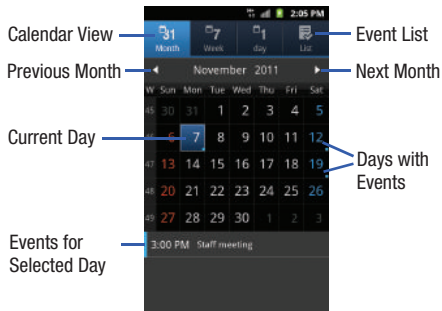 2:05 PM
Calendar View
31 7 1
Month Week day List
Event List
Previous Month
November 2011
Next Month
W Sun Mon Tue Wed Thu Fri Sat
45 30 31 1 2 3 4 5
Current Day
46 6 7 8 9 10 11 12
47 13 14 15 16 17 18 19
Days with
Events
48 20 21 22 23 24 25 26
49 27 28 29 30 1 2 3
Events for
Selected Day
3:00 PM Staff meeting